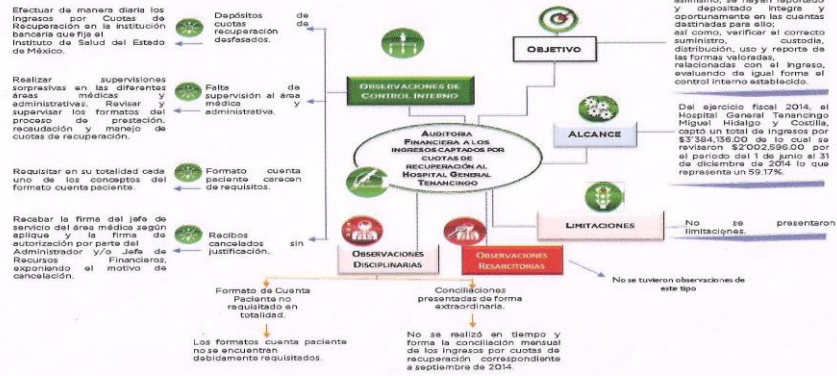 Efectuar de manera diaria los
Ingresos por Cuotas de
Recuperación en la institución
bancaria que fija el
Instituto de Salud del Estado
de México.
Depósitos de
cuotas de
recuperación
desfasados.
Realizar supervisiones
sorpresivas en las diferentes
áreas médicas y
administrativas. Revisar y
supervisar los formatos del
proceso de prestación,
recaudación y manejo de
cuotas de recuperación.
Falta de
supervisión al área
médica y
administrativa.
Requisitar en su totalidad cada
uno de los conceptos del
formato cuenta paciente.
Formato cuenta
paciente carecen
de requisitos.
Recabar la firma del jefe de
servicio del área médica según
aplique y la firma de
autorización por parte del
Administrador y/o Jefe de
Recursos Financieros,
exponiendo el motivo de
cancelación.
Recibos
cancelados sin
justificación.
OBSERVACIONES DE
CONTROL INTERNO
AUDITORIA
FINANCIERA A LOS
INGRESOS CAPTADOS POR
CUOTAS DE
RECUPERACIÓN AL
HOSPITAL GENERAL
TENANCINGO
OBJETIVO
asimismo, se hayan reportado
y depositado íntegra y
oportunamente en las cuentas
destinadas para ello;
así como, verificar el correcto
suministro, custodia,
distribución, uso y reporte de
las formas valoradas,
relacionadas con el ingreso,
evaluando de igual forma el
control interno establecido.
ALCANCE
Del ejercicio fiscal 2014, el
Hospital General Tenancingo
Miguel Hidalgo y Costilla,
captó un total de ingresos por
$3'384,136.00 de lo cual se
revisaron $2'002,596.00 por
el periodo del 1 de junio al 31
de diciembre de 2014 lo que
representa un 59.17%.
LIMITACIONES
No se presentaron
limitaciones.
OBSERVACIONES
DISCIPLINARIAS
OBSERVACIONES
RESARCITORIAS
No se tuvieron observaciones de
este tipo
Formato de Cuenta
Paciente no
requisitado en
totalidad.
Conciliaciones
presentadas de forma
extraordinaria.
Los formatos cuenta paciente
no se encuentran
debidamente requisitados.
No se realizó en tiempo y
forma la conciliación mensual
de los ingresos por cuotas de
recuperación correspondiente
a septiembre de 2014.